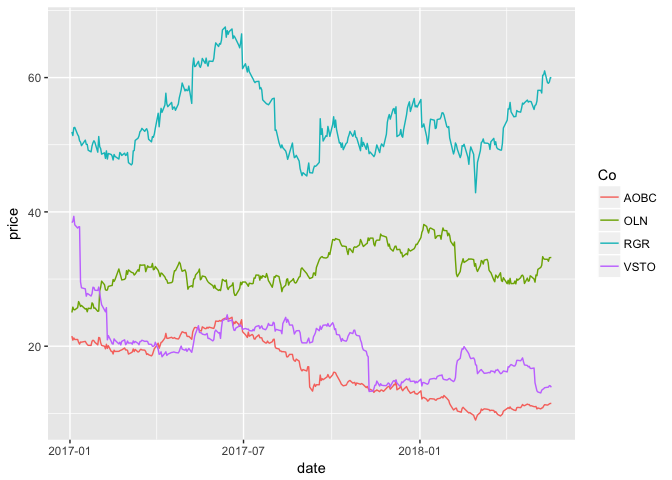 60
40
20
price
2017-01
2017-07
2018-01
date
Co
AOBC
OLN
RGR
VSTO